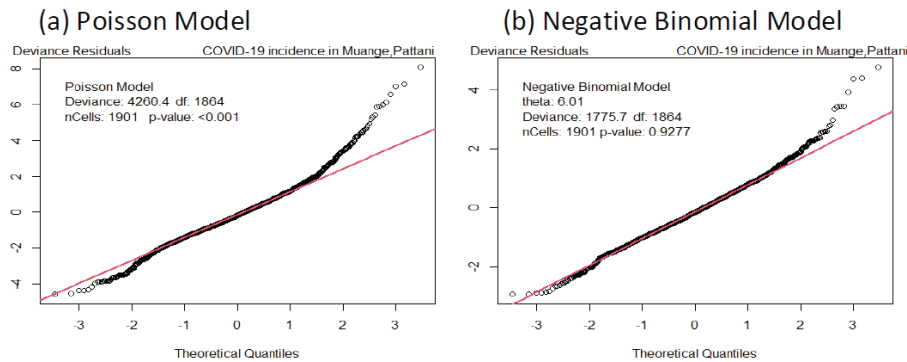 (a) Poisson Model
Deviance Residuals COVID-19 incidence in Muange,Pattani
Poisson Model
Deviance: 4260.4 df: 1864
nCells: 1901 p-value: <0.001
8
6
4
2
0
-2
-4
-3 -2 -1 0 1 2 3
Theoretical Quantiles
(b) Negative Binomial Model
Deviance Residuals COVID-19 incidence in Muange,Pattani
Negative Binomial Model
theta: 6.01
Deviance: 1775.7 df: 1864
nCells: 1901 p-value: 0.9277
4
2
0
-2
-3 -2 -1 0 1 2 3
Theoretical Quantiles